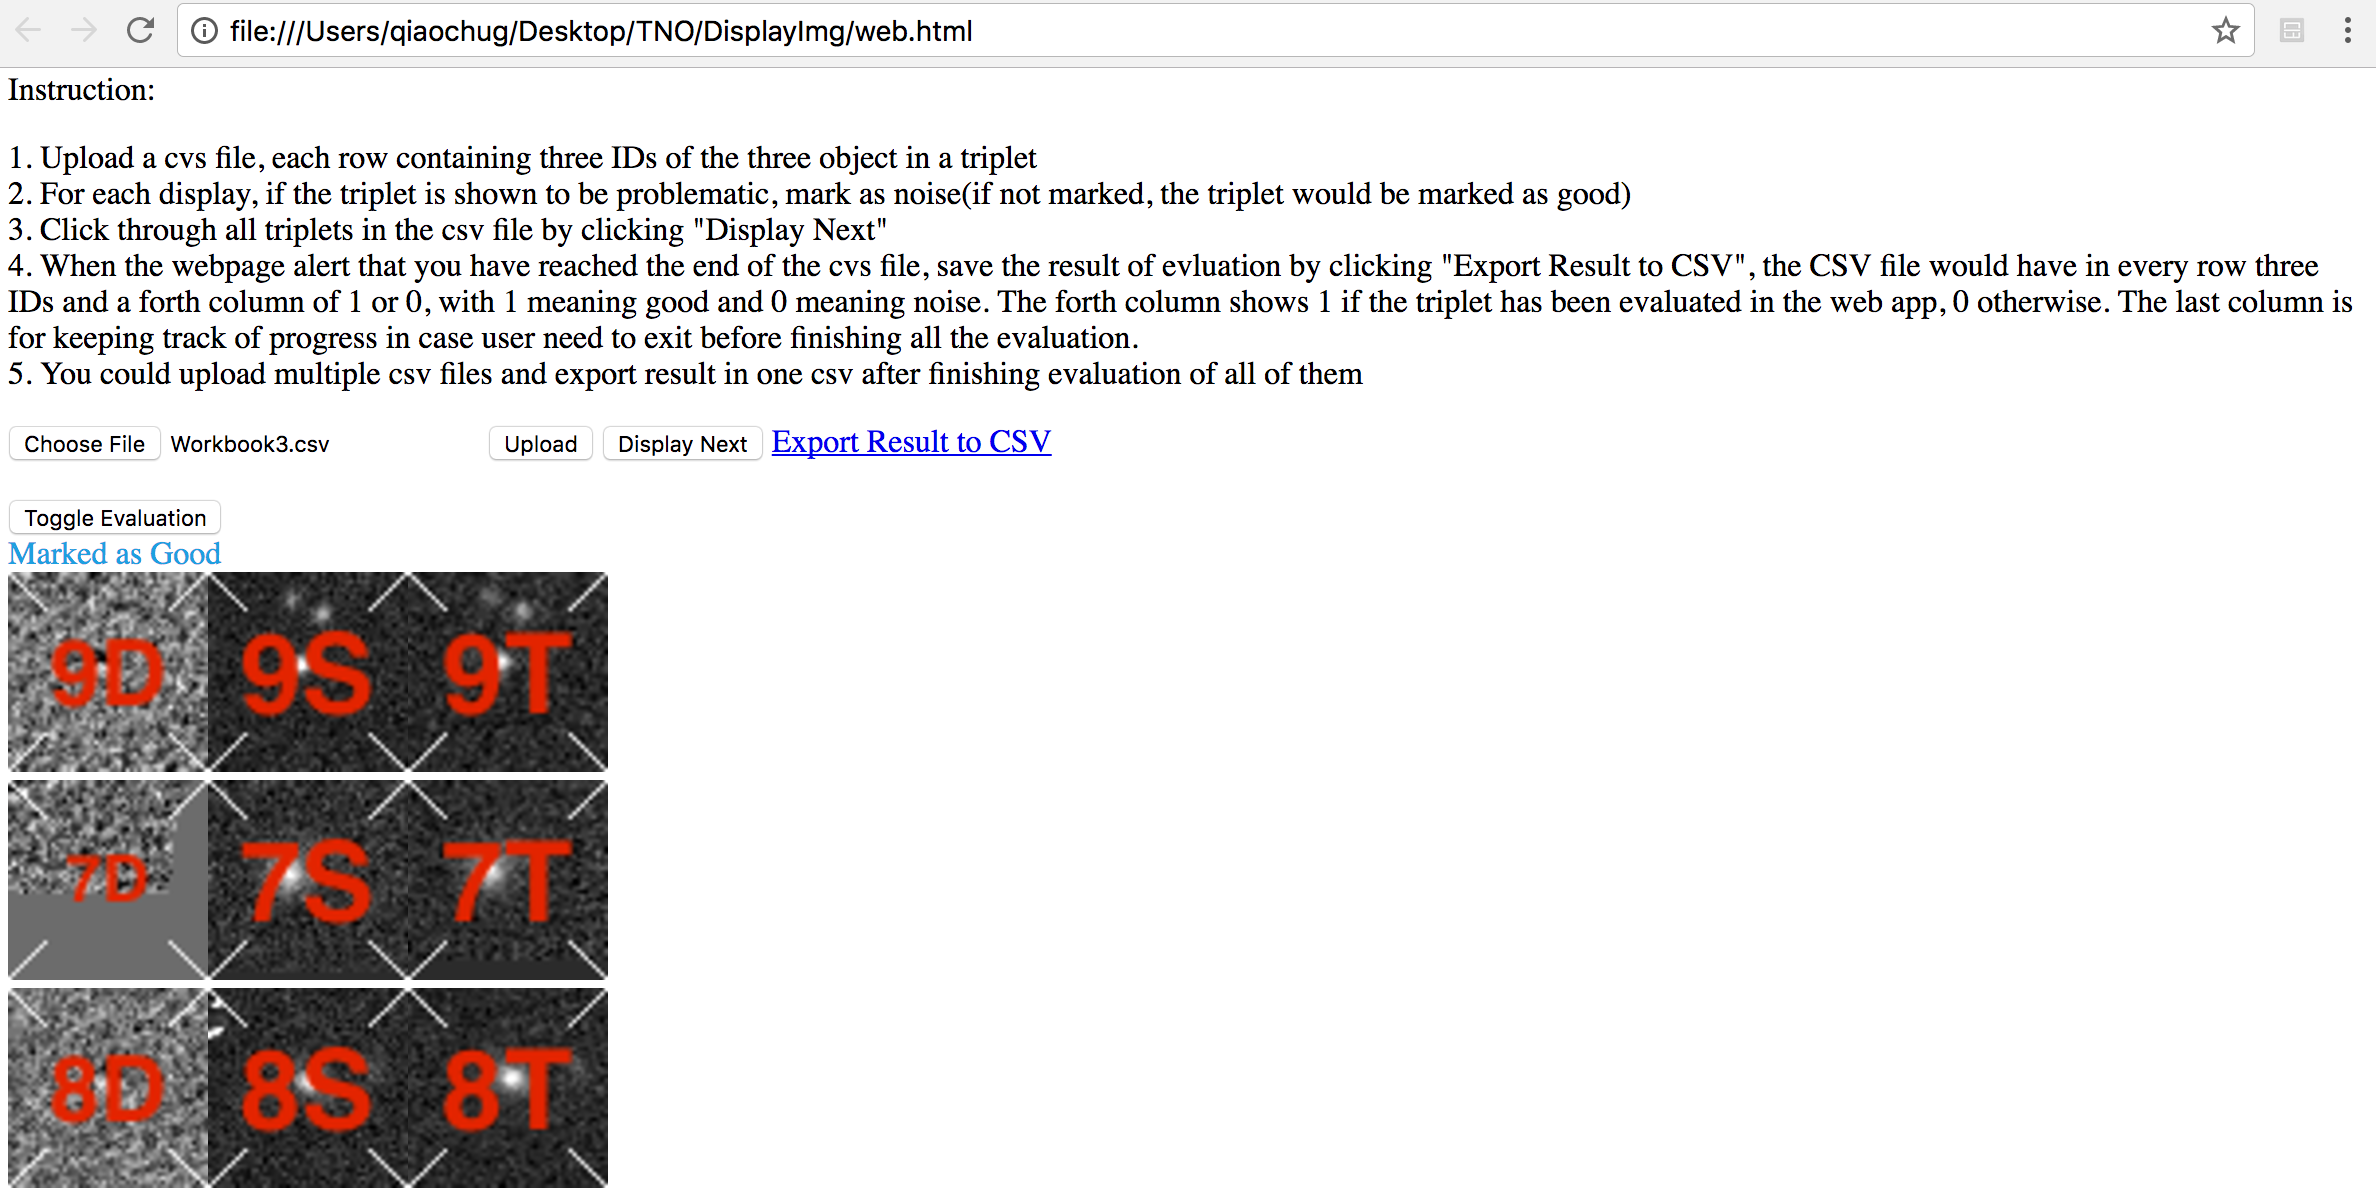 file:///Users/qiaochug/Desktop/TNO/DisplayImg/web.html
Instruction:
1. Upload a cvs file, each row containing three IDs of the three object in a triplet
2. For each display, if the triplet is shown to be problematic, mark as noise(if not marked, the triplet would be marked as good)
3. Click through all triplets in the csv file by clicking "Display Next"
4. When the webpage alert that you have reached the end of the cvs file, save the result of evluation by clicking "Export Result to CSV", the CSV file would have in every row three
IDs and a forth column of 1 or 0, with 1 meaning good and 0 meaning noise. The forth column shows 1 if the triplet has been evaluated in the web app, 0 otherwise. The last column is
for keeping track of progress in case user need to exit before finishing all the evaluation.
5. You could upload multiple csv files and export result in one csv after finishing evaluation of all of them
Choose File Workbook3.csv Upload Display Next Export Result to CSV
Toggle Evaluation
Marked as Good
9D 9S 9T
7D 7S 7T
8D 8S 8T